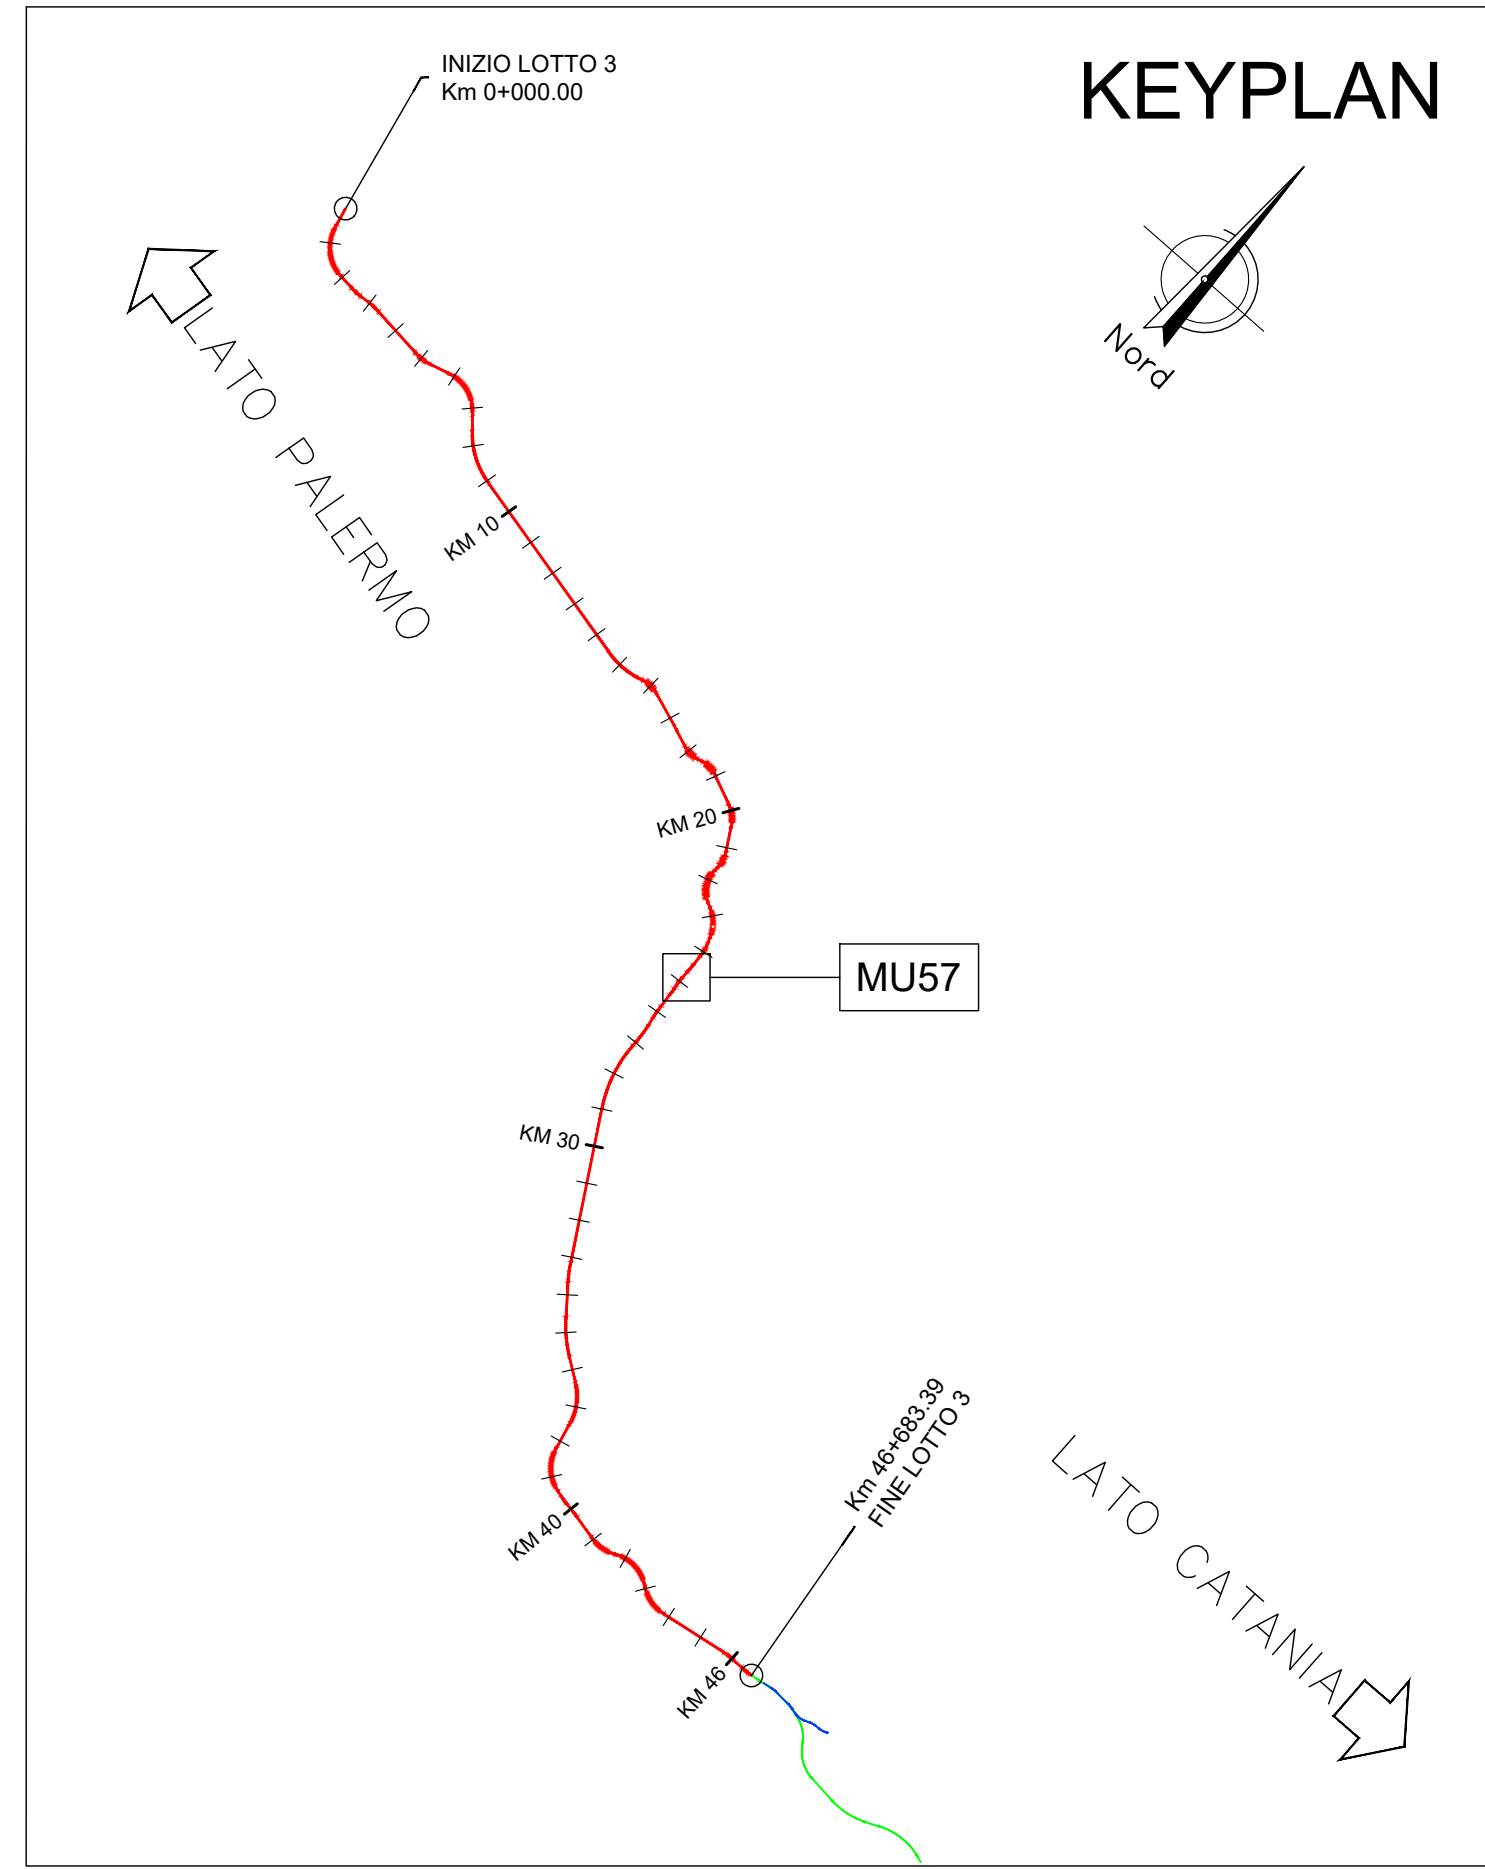 INIZIO LOTTO 3
Km 0+000.00
KEYPLAN
Nord
LATO PALERMO
KM 10
KM 20
MU57
KM 30
Km 46+683.39
FINE LOTTO 3
LATO CATANIA
KM 40
KM 46